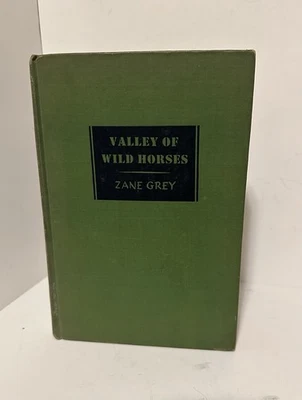 VALLEY OF
WILD HORSES
ZANE GREY